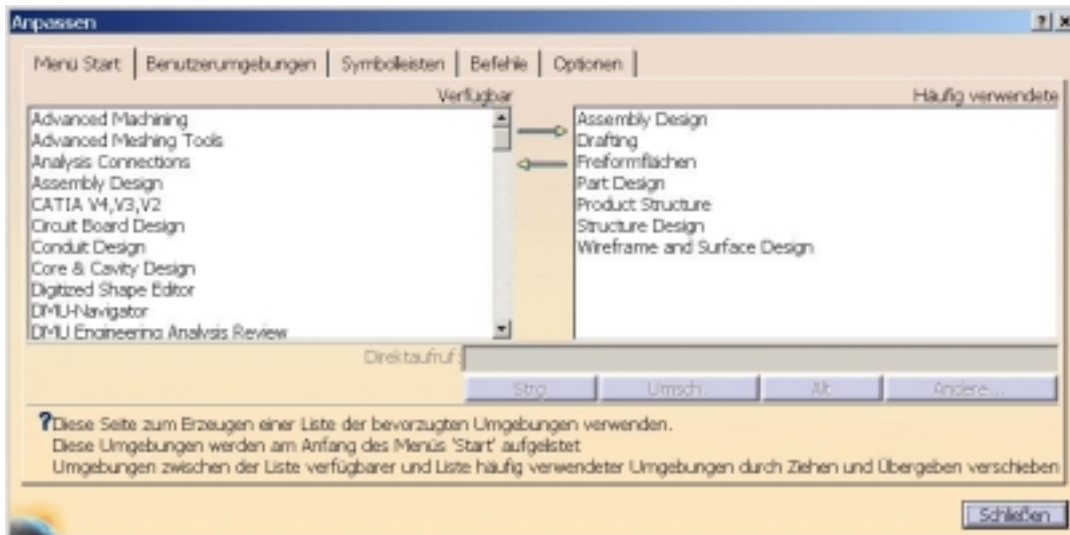 Anpassen
Menü Start Benutzerumgebungen Symbolleisten Befehle Optionen
Verfügbar Häufig verwendete
Advanced Machining
Advanced Meshing Tools
Analysis Connections
Assembly Design
CATIA V4,V3,V2
Circuit Board Design
Conduit Design
Core & Cavity Design
Digitized Shape Editor
DMU-Navigator
DMU Engineering Analysis Review
Assembly Design
Drafting
Freiformflächen
Part Design
Product Structure
Structure Design
Wireframe and Surface Design
Direktaufruf:
Strg Umsch. Alt Andere...
?Diese Seite zum Erzeugen einer Liste der bevorzugten Umgebungen verwenden.
Diese Umgebungen werden am Anfang des Menüs 'Start' aufgelistet
Umgebungen zwischen der Liste verfügbarer und Liste häufig verwendeter Umgebungen durch Ziehen und Übergeben verschieben
Schließen